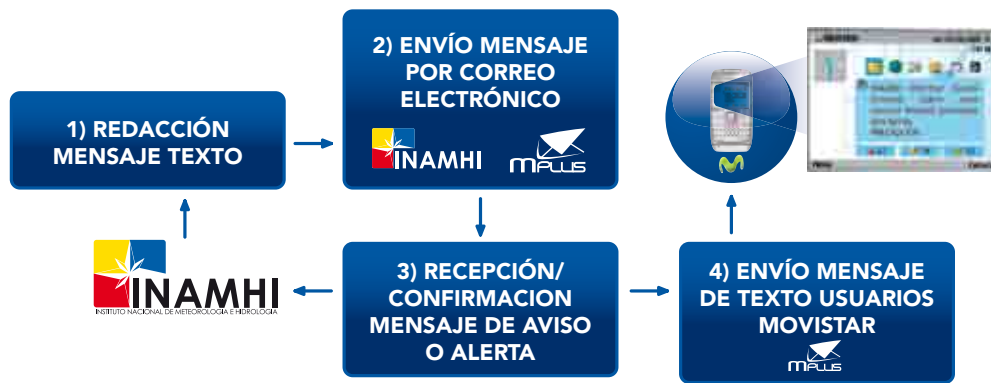 1) REDACCIÓN
MENSAJE TEXTO
2) ENVÍO MENSAJE
POR CORREO
ELECTRÓNICO
INAMHI
MPLUS
INAMHI
INSTITUTO NACIONAL DE METEOROLOGIA E HIDROLOGIA
3) RECEPCIÓN/
CONFIRMACION
MENSAJE DE AVISO
O ALERTA
4) ENVÍO MENSAJE
DE TEXTO USUARIOS
MOVISTAR
MPLUS